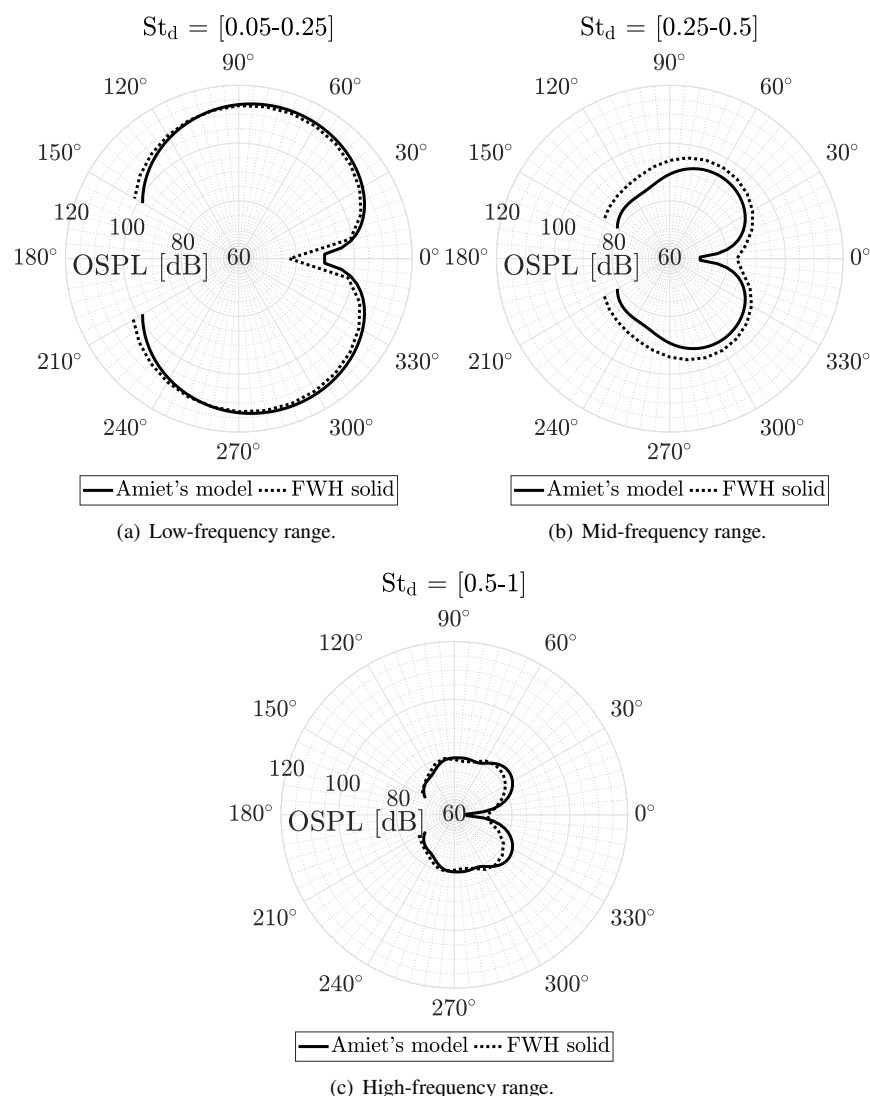 St_d = [0.05-0.25]
90°
120° 60°
150° 30°
120 100 80 60
180° 0°
OSPL [dB]
210° 330°
240° 300°
270°
Amiet's model FWH solid
(a) Low-frequency range.
St_d = [0.25-0.5]
90°
120° 60°
150° 30°
120 100 80 60
180° 0°
OSPL [dB]
210° 330°
240° 300°
270°
Amiet's model FWH solid
(b) Mid-frequency range.
St_d = [0.5-1]
90°
120° 60°
150° 30°
120 100 80 60
180° 0°
OSPL [dB]
210° 330°
240° 300°
270°
Amiet's model FWH solid
(c) High-frequency range.